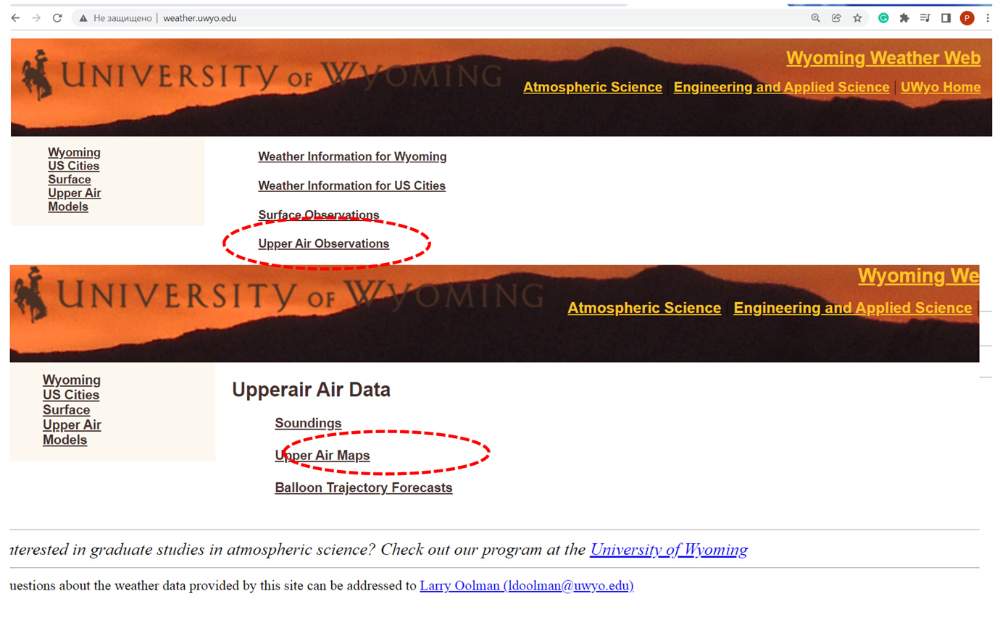 Не защищено | weather.uwyo.edu
P
UNIVERSITY OF WYOMING
Wyoming Weather Web
Atmospheric Science | Engineering and Applied Science | UWyo Home
Wyoming
US Cities
Surface
Upper Air
Models
Weather Information for Wyoming
Weather Information for US Cities
Surface Observations
Upper Air Observations
UNIVERSITY OF WYOMING
Wyoming We
Atmospheric Science | Engineering and Applied Science |
Wyoming
US Cities
Surface
Upper Air
Models
Upperair Air Data
Soundings
Upper Air Maps
Balloon Trajectory Forecasts
nterested in graduate studies in atmospheric science? Check out our program at the University of Wyoming
uestions about the weather data provided by this site can be addressed to Larry Oolman (ldoolman@uwyo.edu)